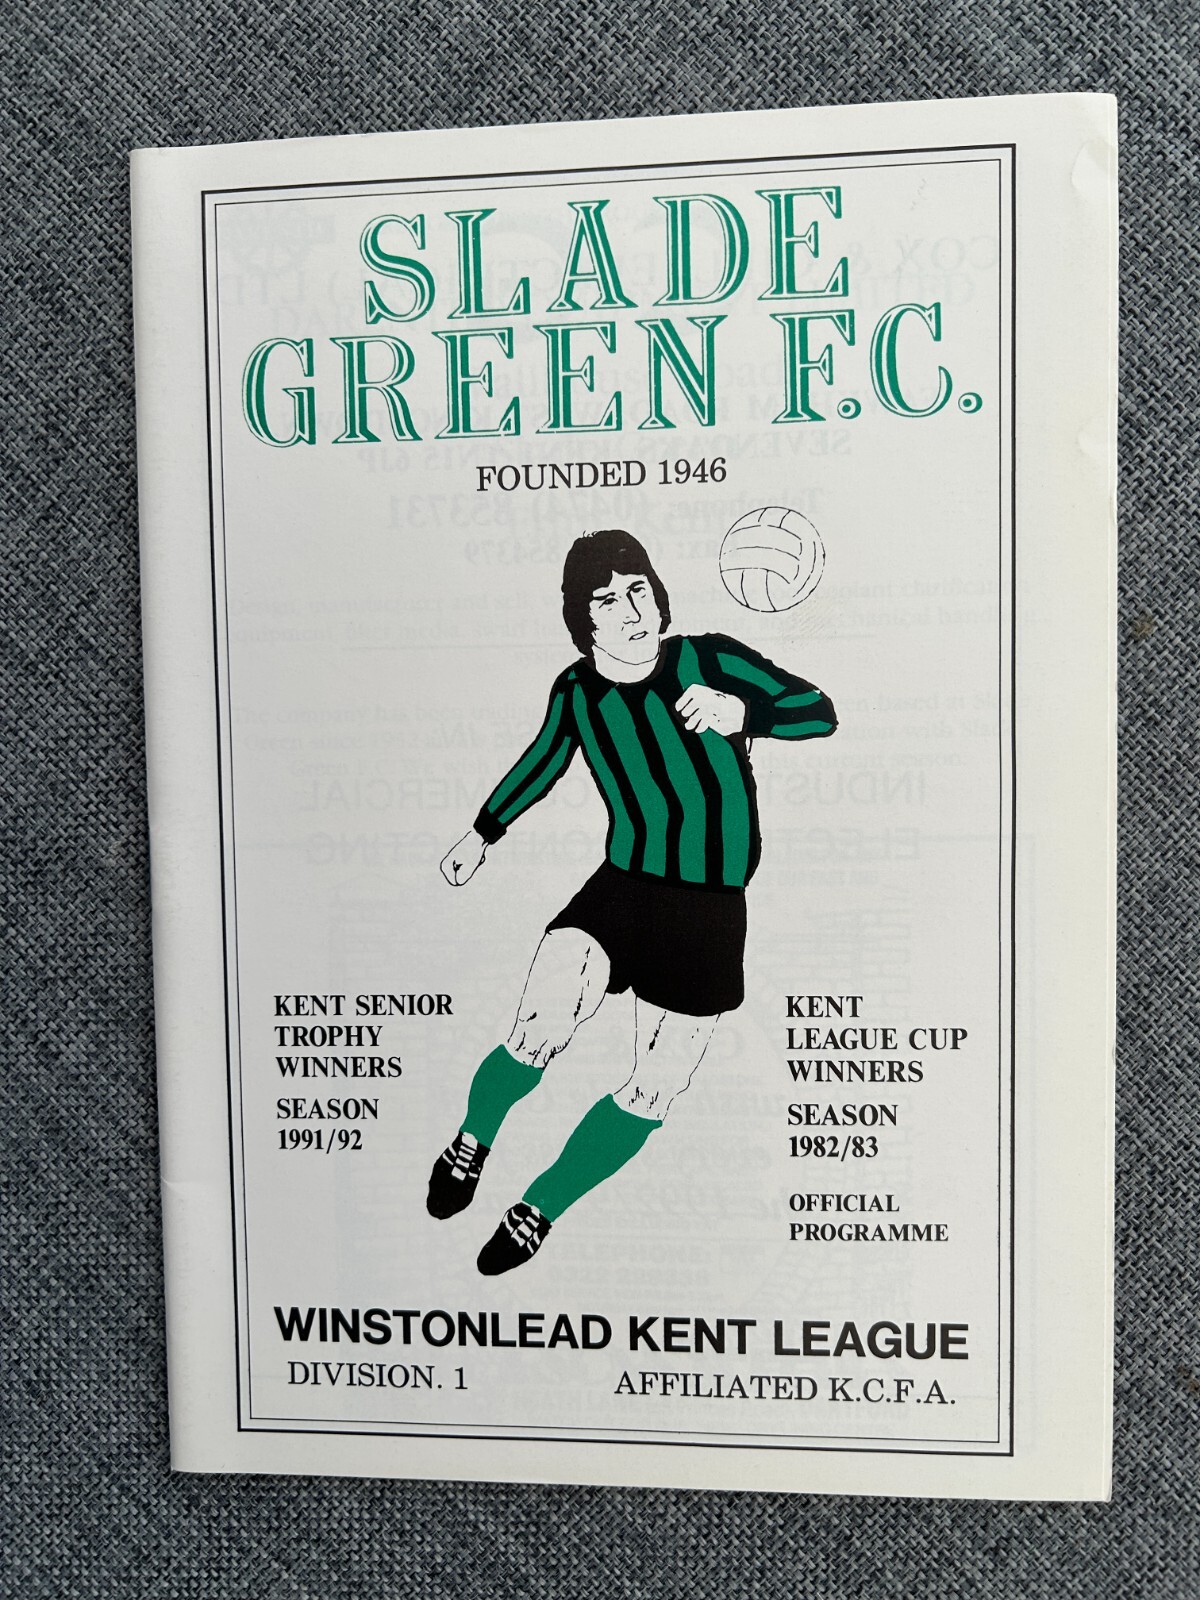 SLADE
GREEN F.C.
FOUNDED 1946
KENT SENIOR
TROPHY
WINNERS
SEASON
1991/92
KENT
LEAGUE CUP
WINNERS
SEASON
1982/83
OFFICIAL
PROGRAMME
WINSTONLEAD KENT LEAGUE
DIVISION. 1
AFFILIATED K.C.F.A.